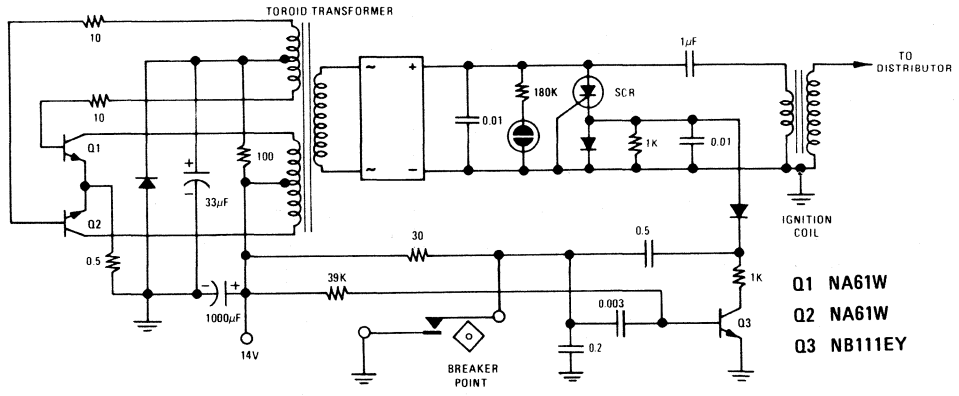 TOROID TRANSFORMER
10
10
Q1
Q2
0.5
+
−
33µF
100
−
+
1000µF
14V
~
~
+
−
0.01
180K
SCR
1K
0.01
1µF
TO
DISTRIBUTOR
IGNITION
COIL
30
39K
0.5
0.003
0.2
1K
Q3
BREAKER
POINT
Q1 NA61W
Q2 NA61W
Q3 NB111EY